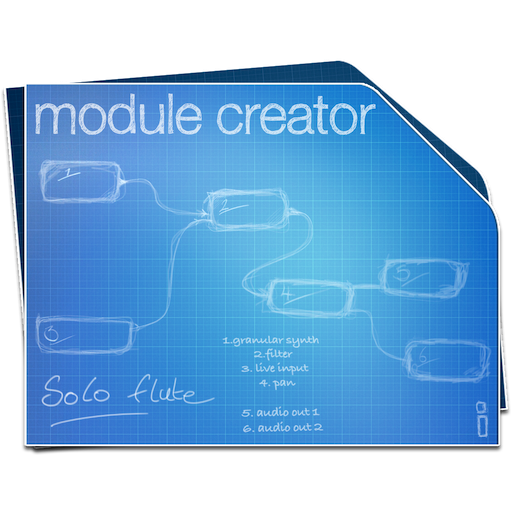 module creator
1
2
3
4
5
6
1.granular synth
2.filter
3. live input
4. pan
5. audio out 1
6. audio out 2
Solo flute